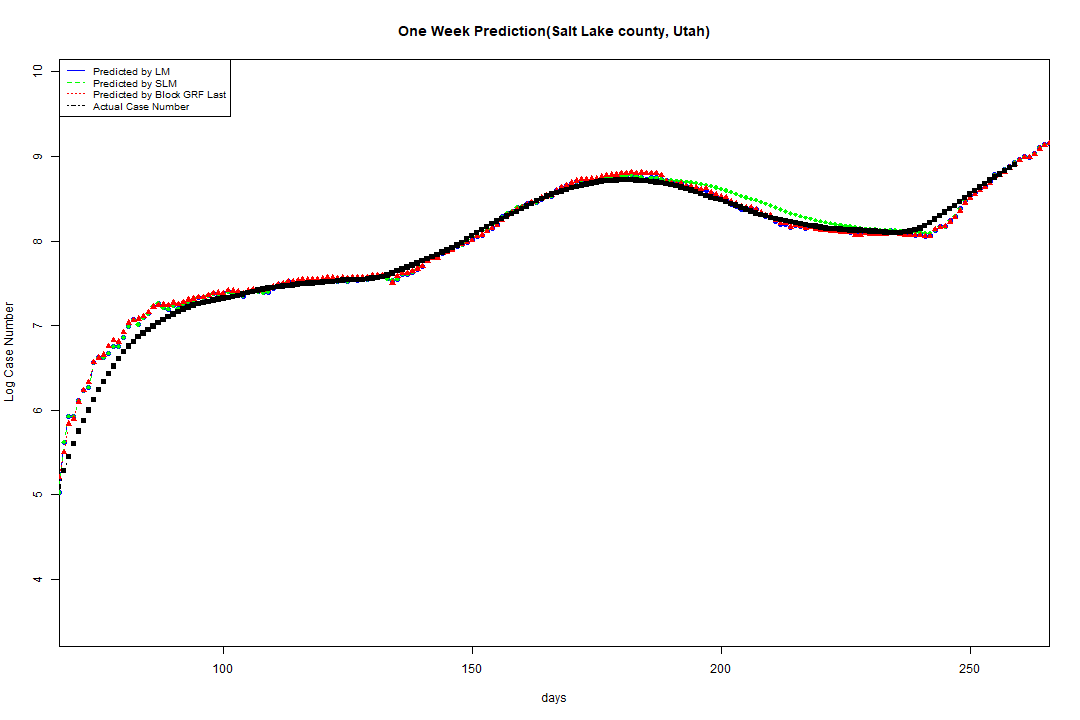 One Week Prediction(Salt Lake county, Utah)
Predicted by LM
Predicted by SLM
Predicted by Block GRF Last
Actual Case Number
10
9
8
7
6
5
4
Log Case Number
100 150 200 250
days